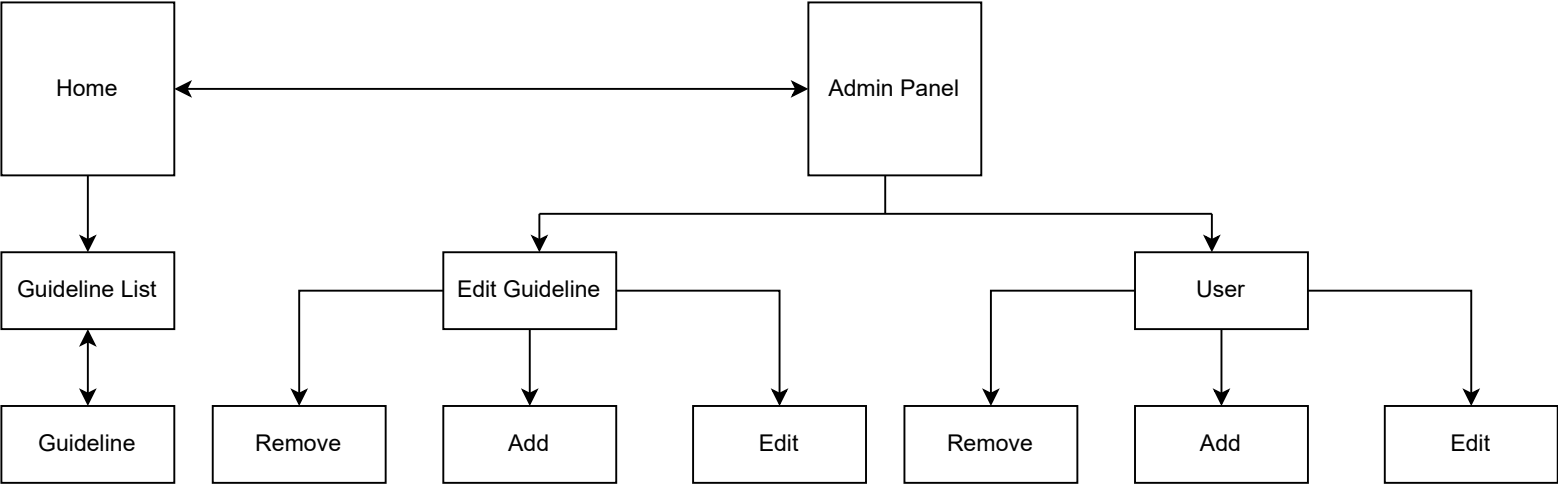 Home
Admin Panel
Guideline List
Edit Guideline
User
Guideline
Remove
Add
Edit
Remove
Add
Edit